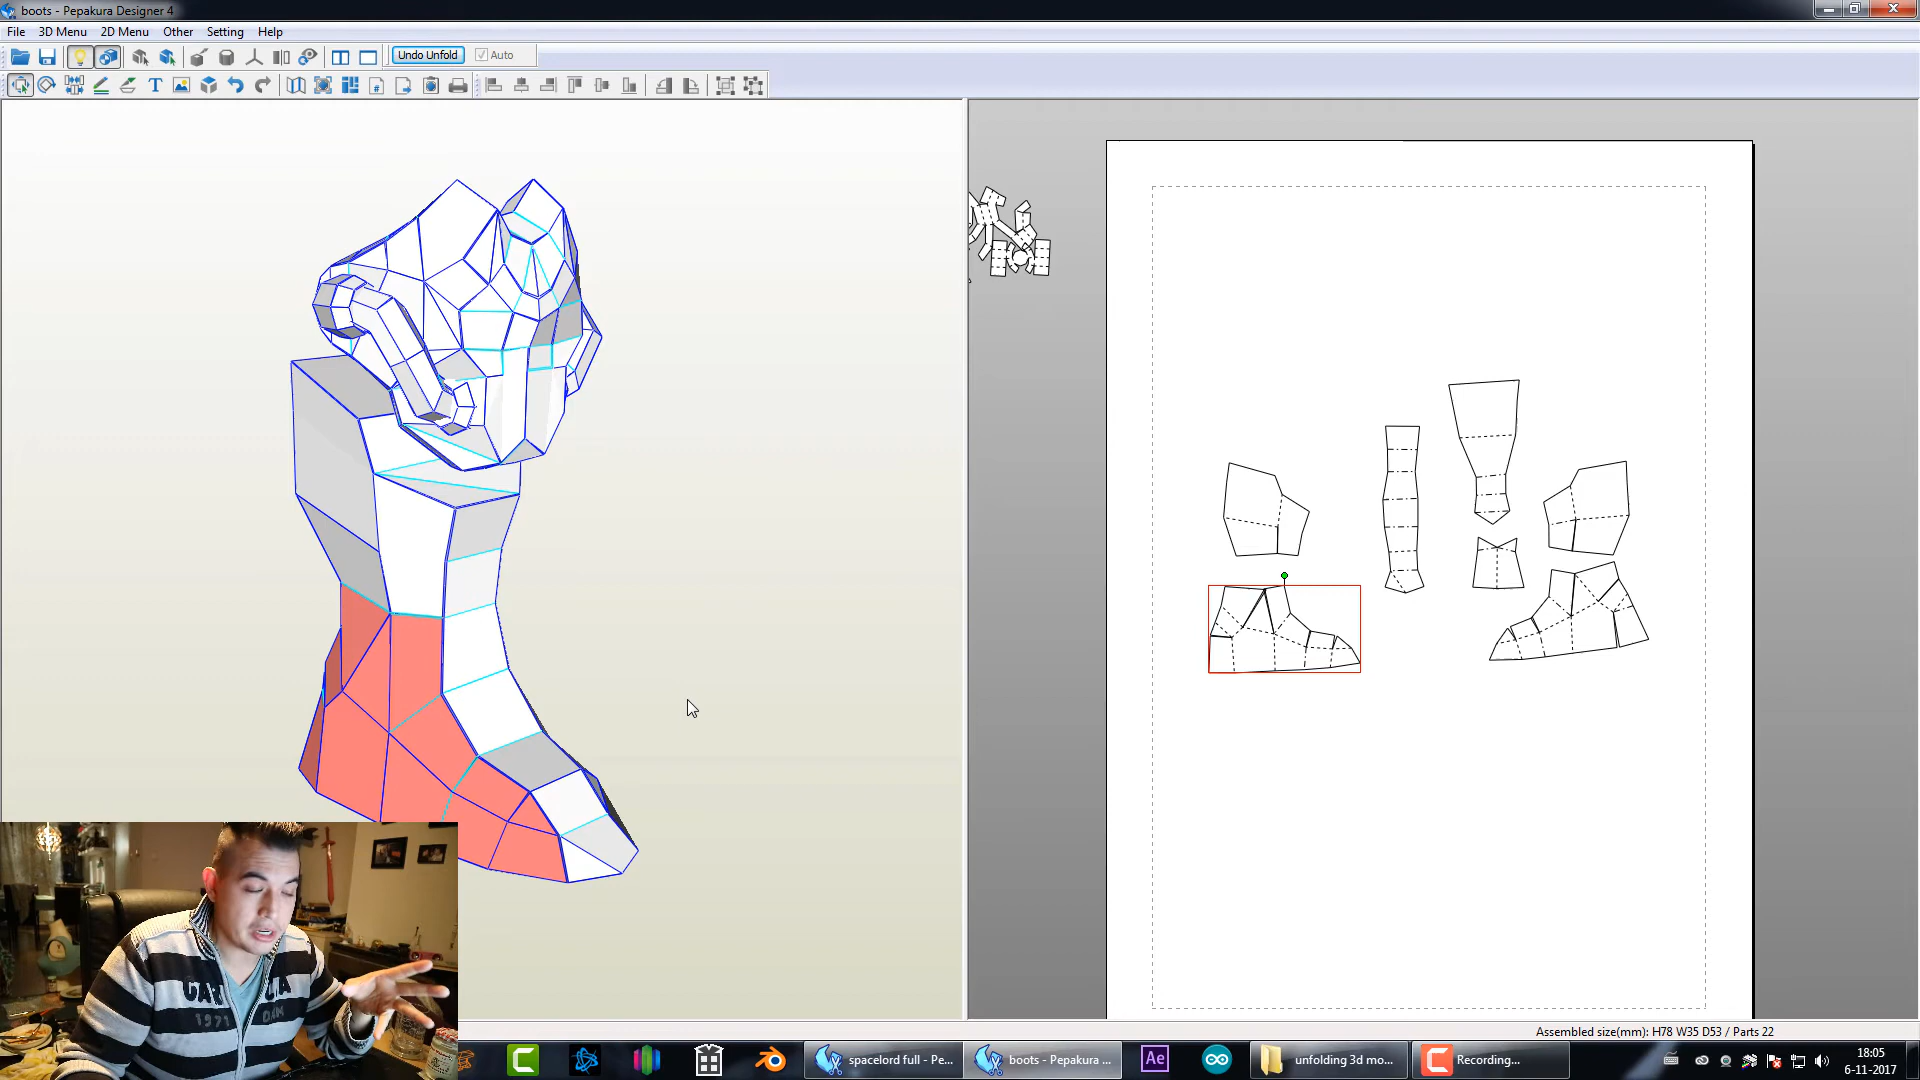 boots - Pepakura Designer 4
File 3D Menu 2D Menu Other Setting Help
Undo Unfold Auto
Assembled size(mm): H78 W35 D53 / Parts 22
spacelord full - Pe...
boots - Pepakura ...
Ae
unfolding 3d mo...
Recording...
18:05
6-11-2017
1971